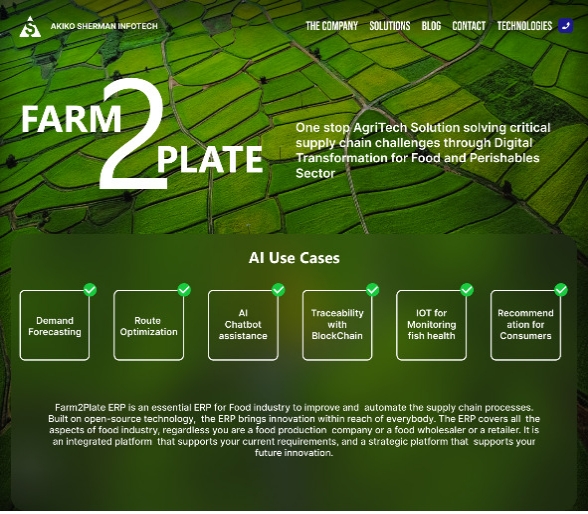 AKIKO SHERMAN INFOTECH
THE COMPANY SOLUTIONS BLOG CONTACT TECHNOLOGIES
FARM
2
PLATE
One stop AgriTech Solution solving critical
supply chain challenges through Digital
Transformation for Food and Perishables
Sector
AI Use Cases
Demand
Forecasting
Route
Optimization
AI
Chatbot
assistance
Traceability
with
BlockChain
IOT for
Monitoring
fish health
Recommend
ation for
Consumers
Farm2Plate ERP is an essential ERP for Food industry to improve and automate the supply chain processes.
Built on open-source technology, the ERP brings innovation within reach of everybody. The ERP covers all the
aspects of food industry, regardless you are a food production company or a food wholesaler or a retailer. It is
an integrated platform that supports your current requirements, and a strategic platform that supports your
future innovation.